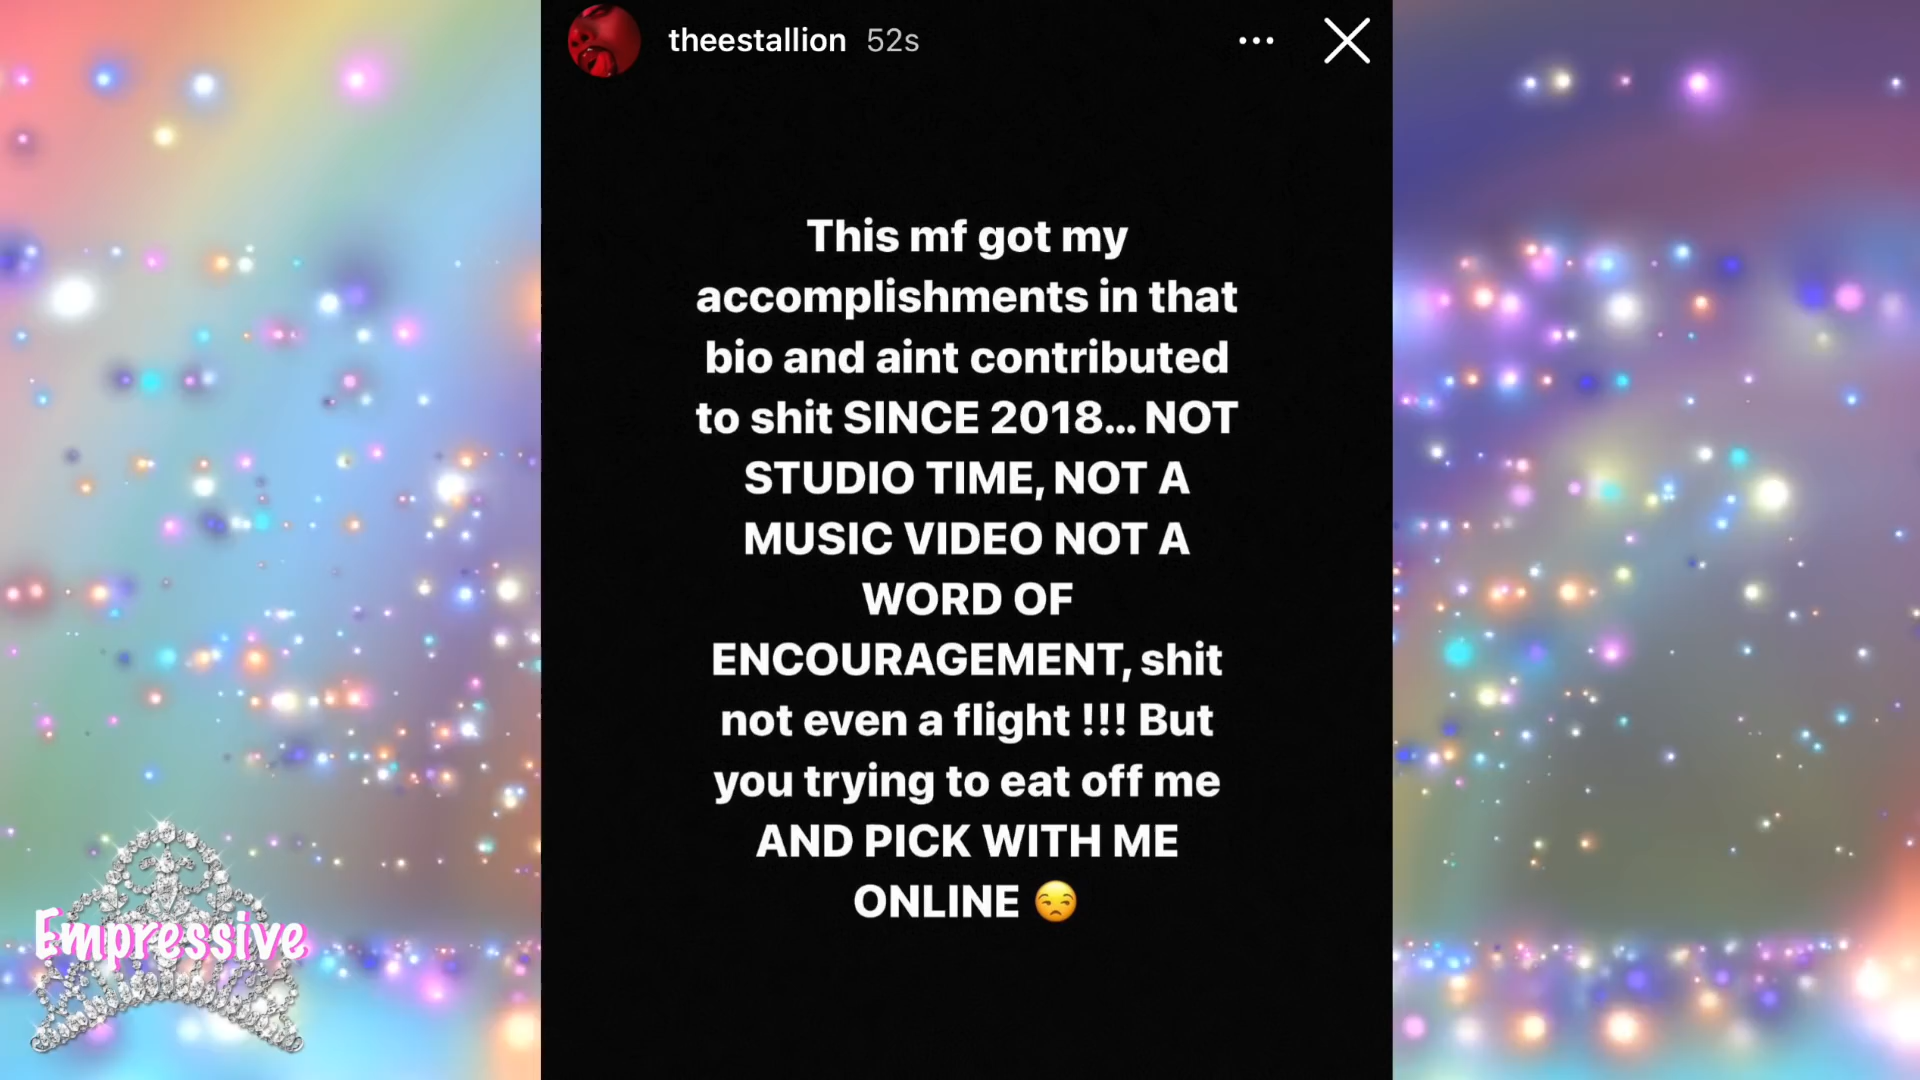 theestallion 52s
This mf got my
accomplishments in that
bio and aint contributed
to shit SINCE 2018... NOT
STUDIO TIME, NOT A
MUSIC VIDEO NOT A
WORD OF
ENCOURAGEMENT, shit
not even a flight !!! But
you trying to eat off me
AND PICK WITH ME
ONLINE 😒
Empressive